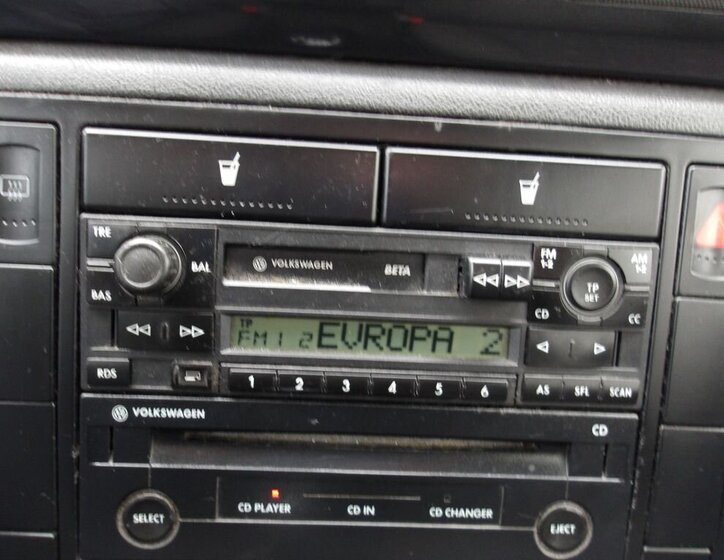 TRE
BAL
BAS
VOLKSWAGEN BETA
FM 1·2
AM 1·2
TP SET
CD
CC
TP
FM1 2 EVROPA 2
RDS
1 2 3 4 5 6
AS SFL SCAN
VOLKSWAGEN
CD
SELECT
CD PLAYER CD IN CD CHANGER
EJECT